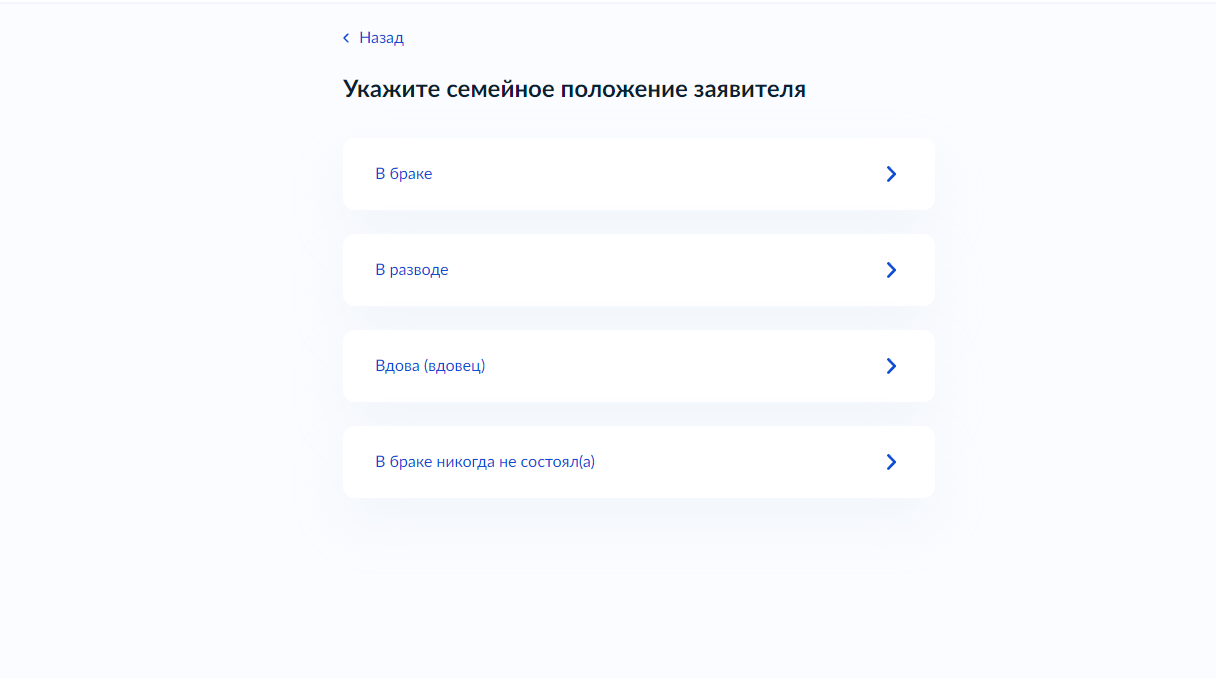 Назад
Укажите семейное положение заявителя
В браке
В разводе
Вдова (вдовец)
В браке никогда не состоял(а)